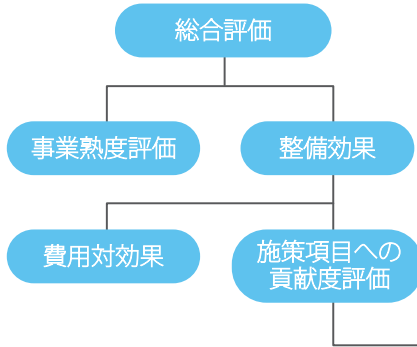 総合評価
事業熟度評価
整備効果
費用対効果
施策項目への
貢献度評価